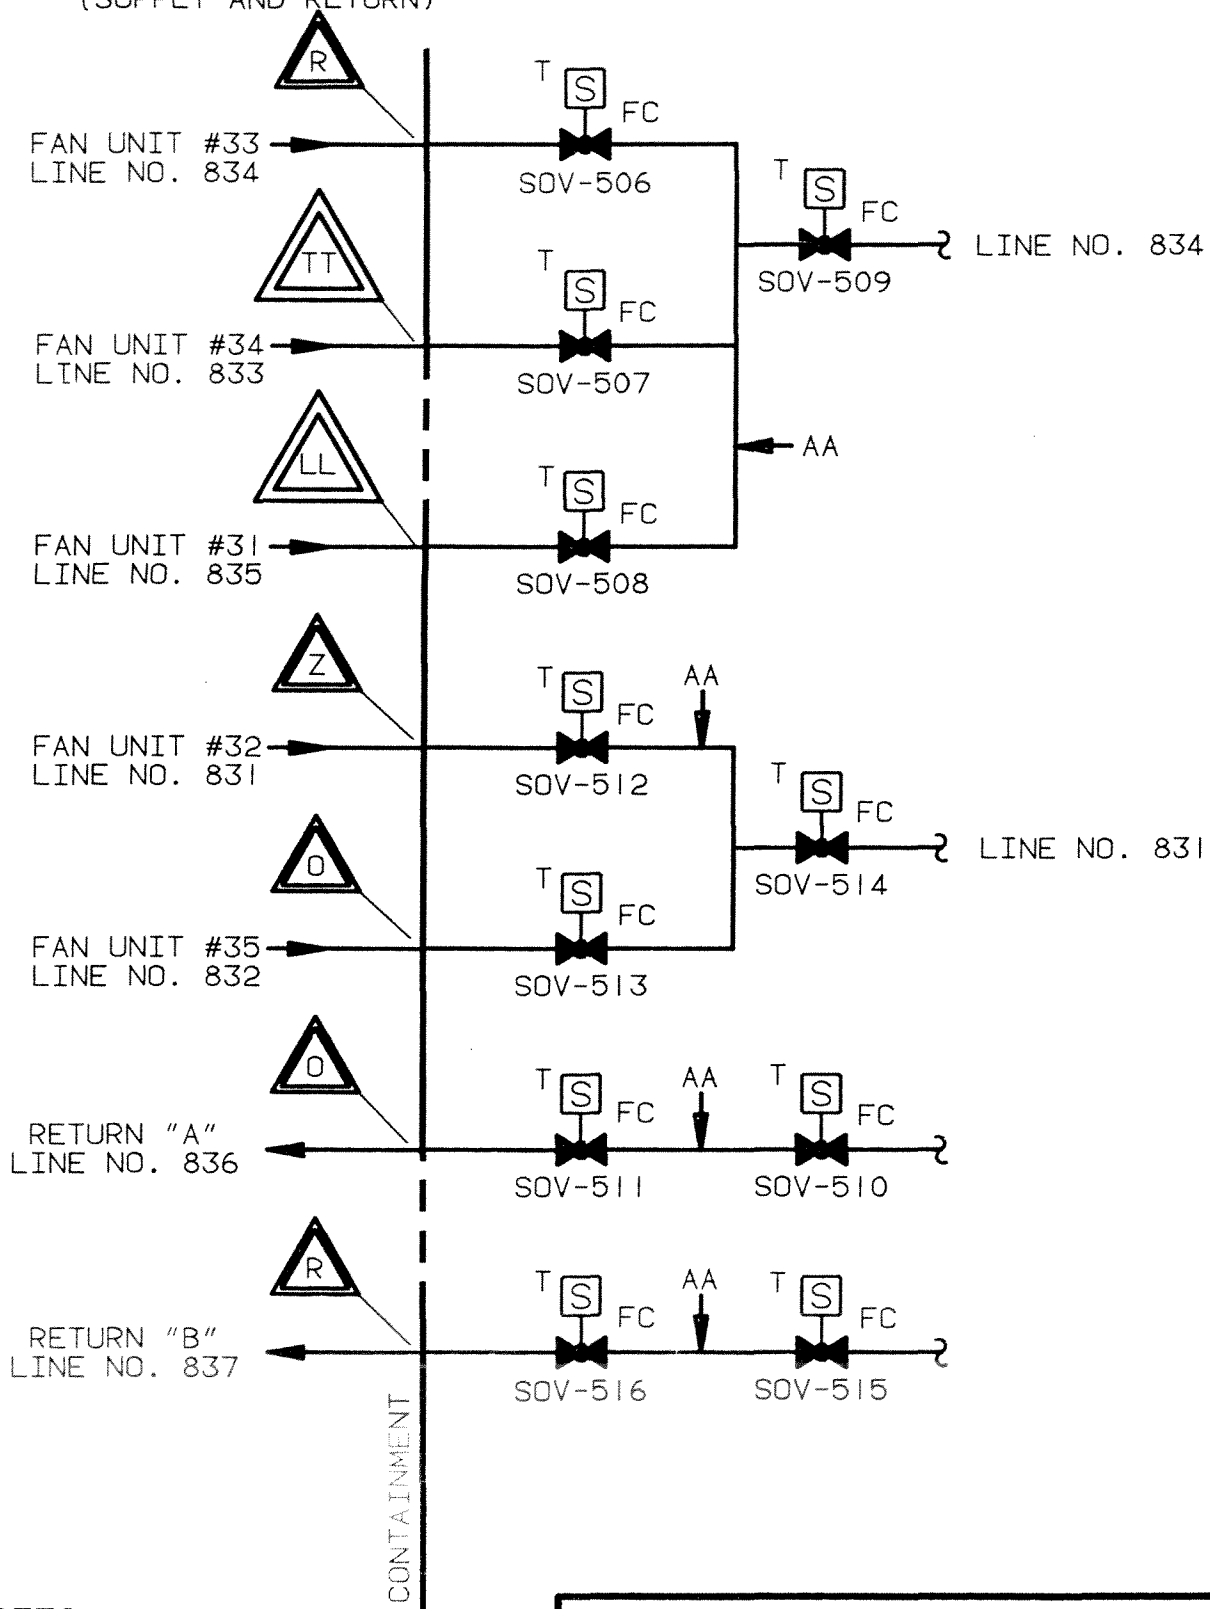 (SUPPLY AND RETURN)
R
T
S
FC
FAN UNIT #33
LINE NO. 834
SOV-506
T
S
FC
LINE NO. 834
SOV-509
TT
T
S
FC
FAN UNIT #34
LINE NO. 833
SOV-507
AA
LL
T
S
FC
FAN UNIT #31
LINE NO. 835
SOV-508
Z
T
S
FC
AA
FAN UNIT #32
LINE NO. 831
SOV-512
T
S
FC
LINE NO. 831
SOV-514
O
T
S
FC
FAN UNIT #35
LINE NO. 832
SOV-513
O
T
S
FC
AA
T
S
FC
RETURN "A"
LINE NO. 836
SOV-511
SOV-510
R
T
S
FC
AA
T
S
FC
RETURN "B"
LINE NO. 837
SOV-516
SOV-515
CONTAINMENT